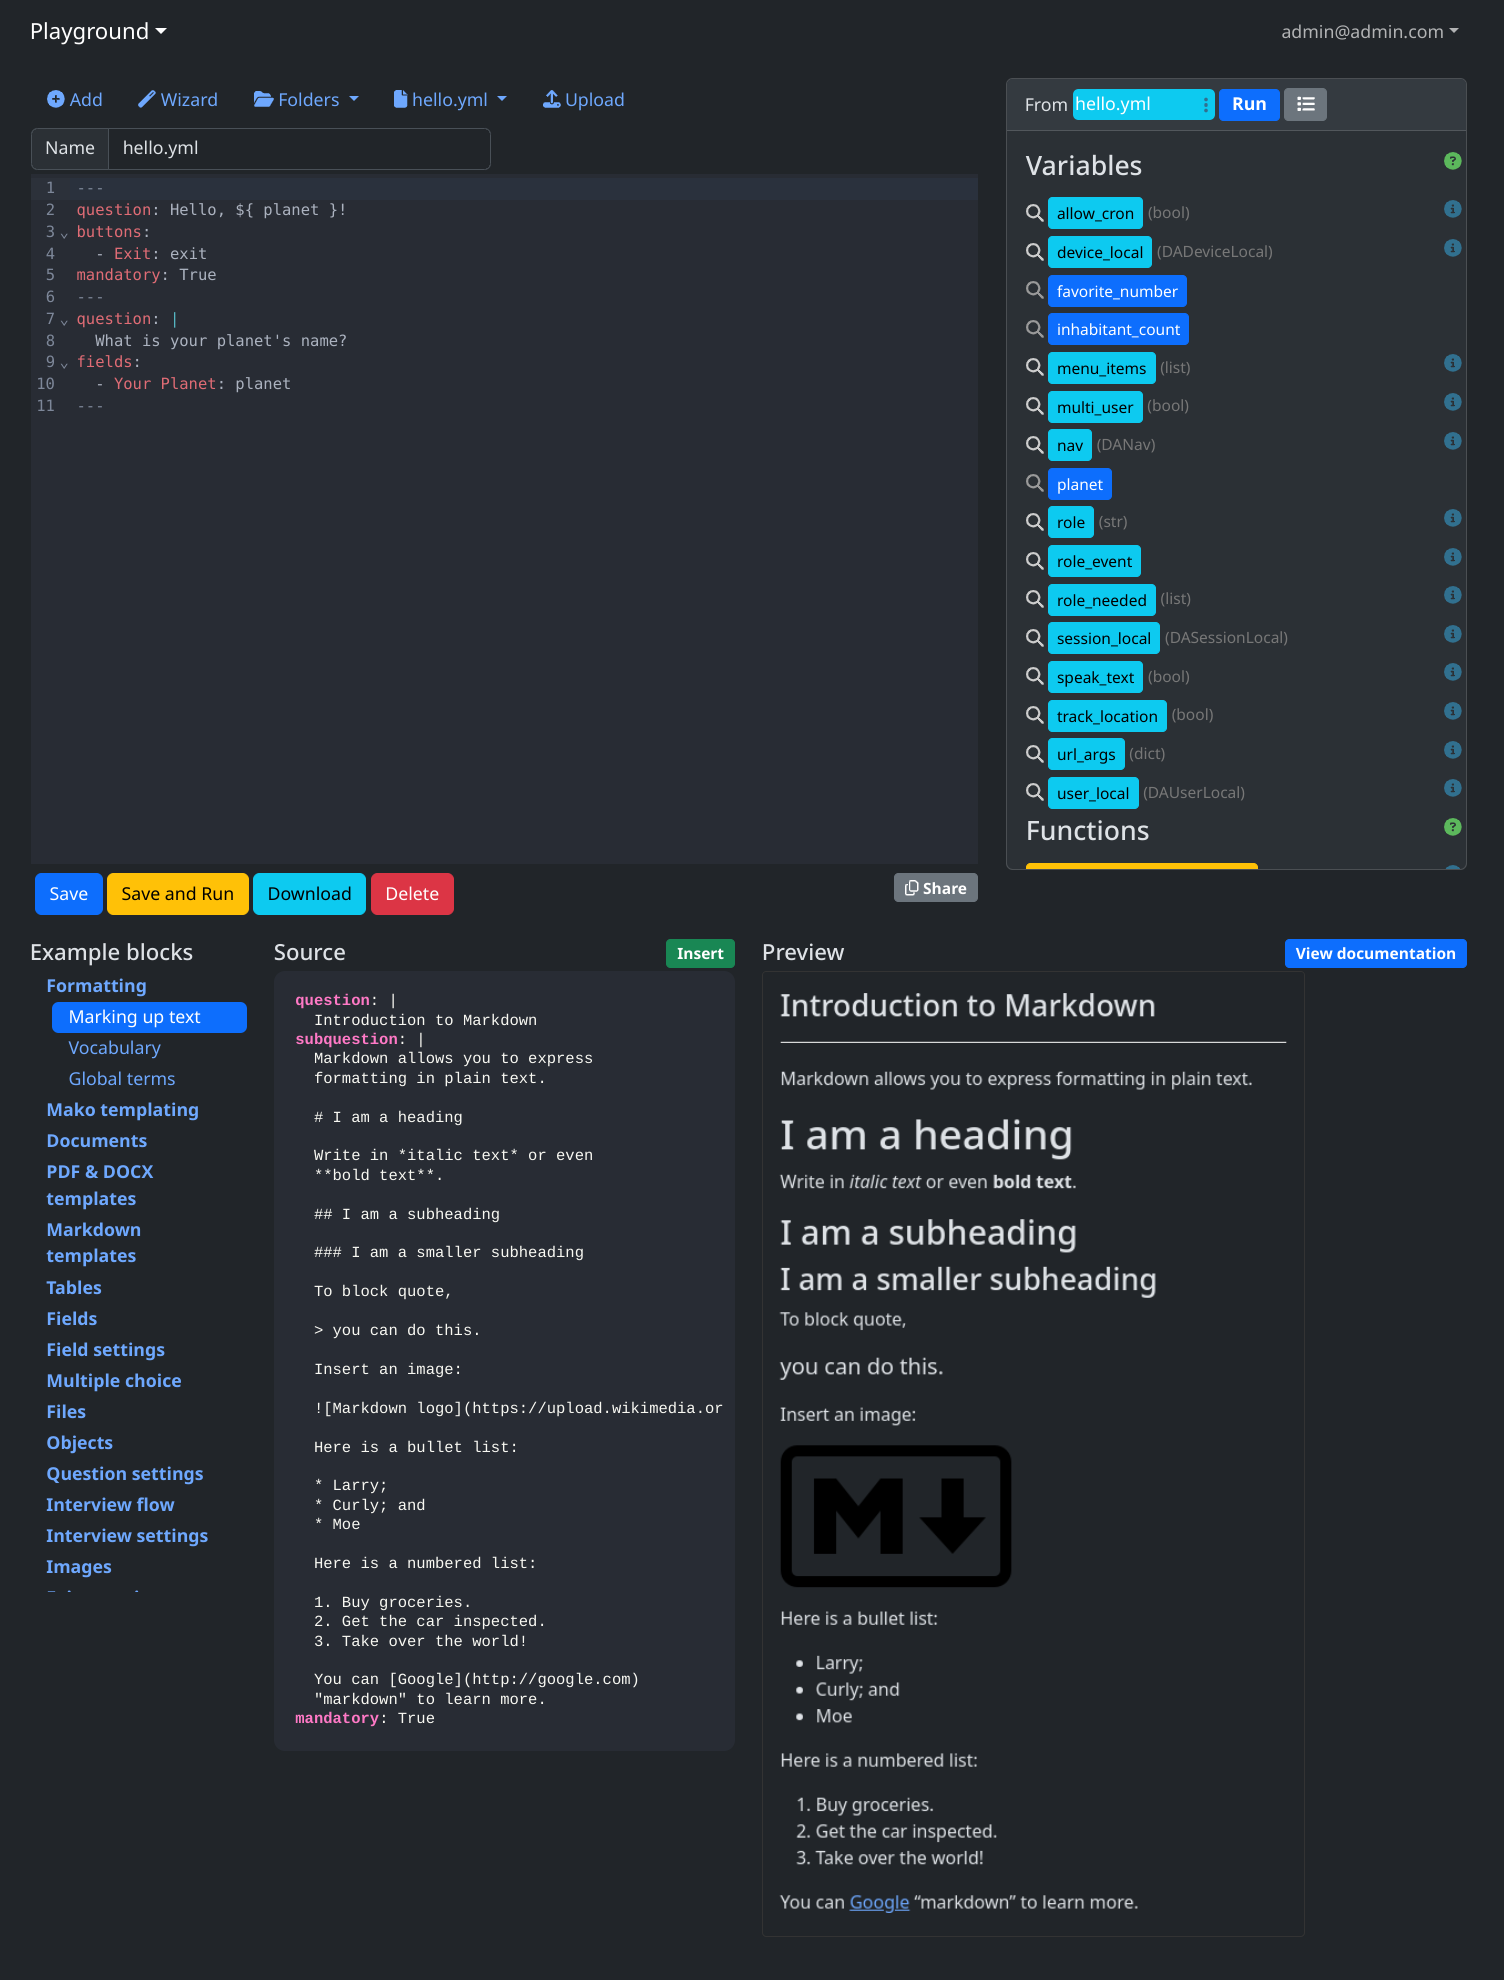 Playground
admin@admin.com
Add
Wizard
Folders
hello.yml
Upload
Name
hello.yml
1 ---
2 question: Hello, ${ planet }!
3 buttons:
4   - Exit: exit
5 mandatory: True
6 ---
7 question: |
8   What is your planet's name?
9 fields:
10   - Your Planet: planet
11 ---
Save
Save and Run
Download
Delete
Share
From
hello.yml
Run
Variables
allow_cron (bool)
device_local (DADeviceLocal)
favorite_number
inhabitant_count
menu_items (list)
multi_user (bool)
nav (DANav)
planet
role (str)
role_event
role_needed (list)
session_local (DASessionLocal)
speak_text (bool)
track_location (bool)
url_args (dict)
user_local (DAUserLocal)
Functions
Example blocks
Formatting
Marking up text
Vocabulary
Global terms
Mako templating
Documents
PDF & DOCX
templates
Markdown
templates
Tables
Fields
Field settings
Multiple choice
Files
Objects
Question settings
Interview flow
Interview settings
Images
Source
Insert
question: |
  Introduction to Markdown
subquestion: |
  Markdown allows you to express
  formatting in plain text.
  # I am a heading
  Write in *italic text* or even
  **bold text**.
  ## I am a subheading
  ### I am a smaller subheading
  To block quote,
  > you can do this.
  Insert an image:
  ![Markdown logo](https://upload.wikimedia.or
  Here is a bullet list:
  * Larry;
  * Curly; and
  * Moe
  Here is a numbered list:
  1. Buy groceries.
  2. Get the car inspected.
  3. Take over the world!
  You can [Google](http://google.com)
  "markdown" to learn more.
mandatory: True
Preview
View documentation
Introduction to Markdown
Markdown allows you to express formatting in plain text.
I am a heading
Write in italic text or even bold text.
I am a subheading
I am a smaller subheading
To block quote,
you can do this.
Insert an image:
M
Here is a bullet list:
• Larry;
• Curly; and
• Moe
Here is a numbered list:
1. Buy groceries.
2. Get the car inspected.
3. Take over the world!
You can Google “markdown” to learn more.